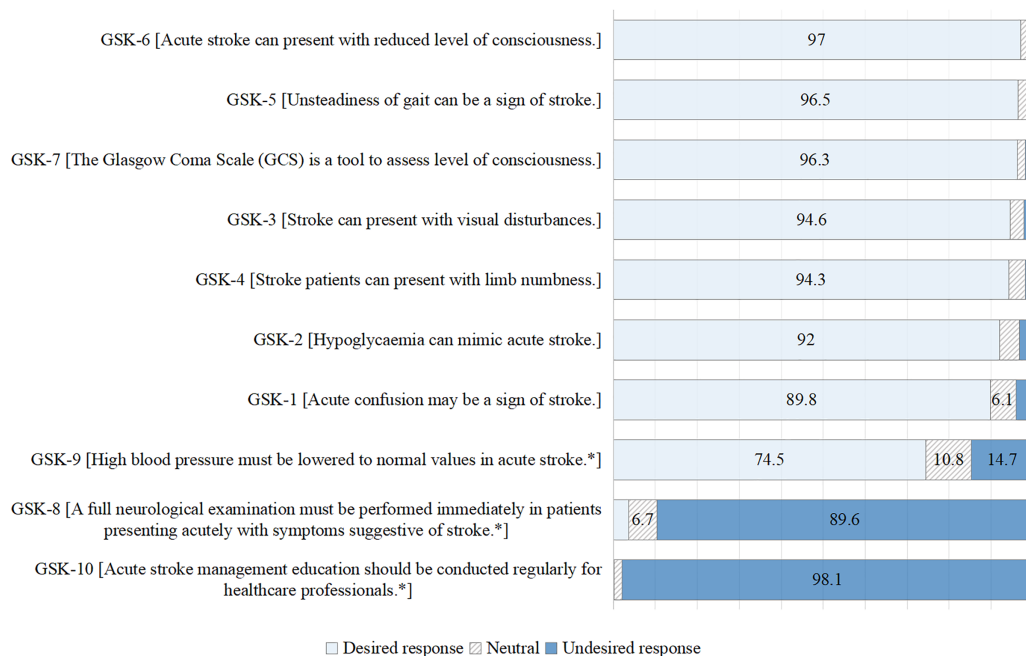 GSK-6 [Acute stroke can present with reduced level of consciousness.]
97
GSK-5 [Unsteadiness of gait can be a sign of stroke.]
96.5
GSK-7 [The Glasgow Coma Scale (GCS) is a tool to assess level of consciousness.]
96.3
GSK-3 [Stroke can present with visual disturbances.]
94.6
GSK-4 [Stroke patients can present with limb numbness.]
94.3
GSK-2 [Hypoglycaemia can mimic acute stroke.]
92
GSK-1 [Acute confusion may be a sign of stroke.]
89.8 6.1
GSK-9 [High blood pressure must be lowered to normal values in acute stroke.*]
74.5 10.8 14.7
GSK-8 [A full neurological examination must be performed immediately in patients
presenting acutely with symptoms suggestive of stroke.*]
6.7 89.6
GSK-10 [Acute stroke management education should be conducted regularly for
healthcare professionals.*]
98.1
Desired response Neutral Undesired response